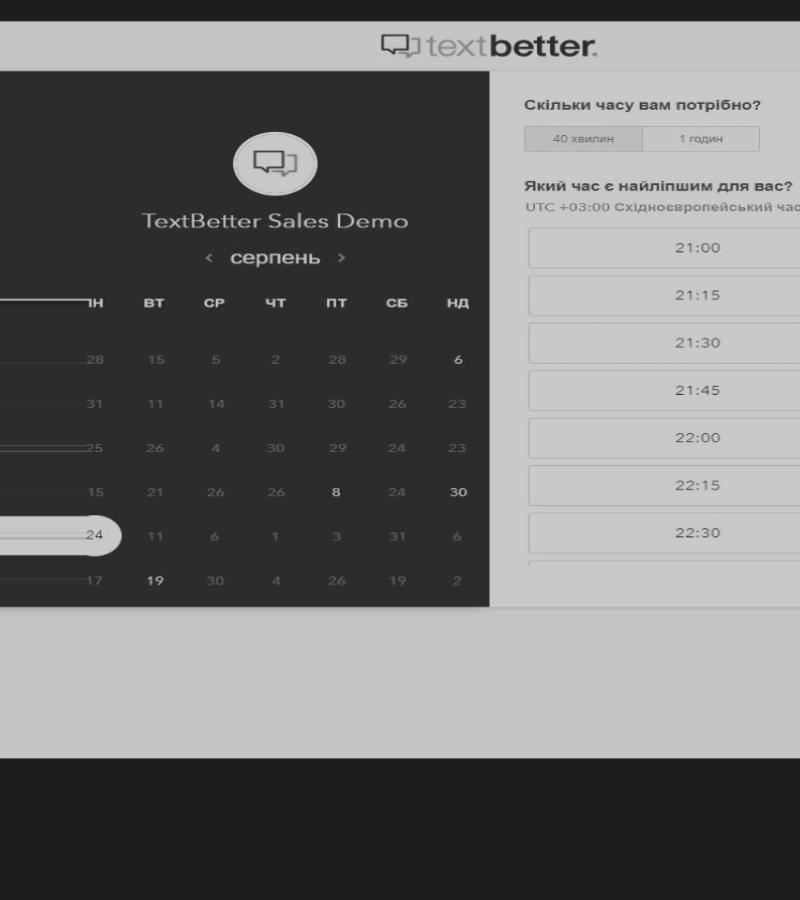 textbetter.
TextBetter Sales Demo
‹ серпень ›
ПН ВТ СР ЧТ ПТ СБ НД
28 15 5 2 28 29 6
31 11 14 31 30 26 23
25 26 4 30 29 24 23
15 21 26 26 8 24 30
24 11 6 1 3 31 6
17 19 30 4 26 19 2
Скільки часу вам потрібно?
40 хвилин 1 годин
Який час є найліпшим для вас?
UTC +03:00 Східноєвропейський час
21:00
21:15
21:30
21:45
22:00
22:15
22:30